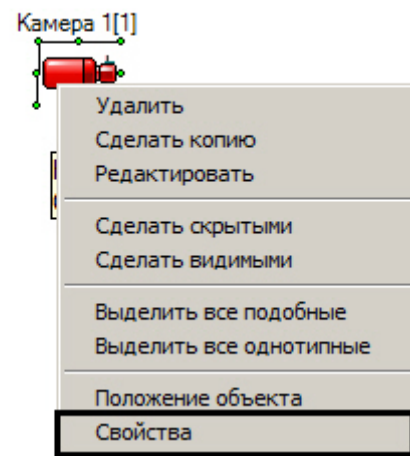 Камера 1[1]
Удалить
Сделать копию
Редактировать
Сделать скрытыми
Сделать видимыми
Выделить все подобные
Выделить все однотипные
Положение объекта
Свойства